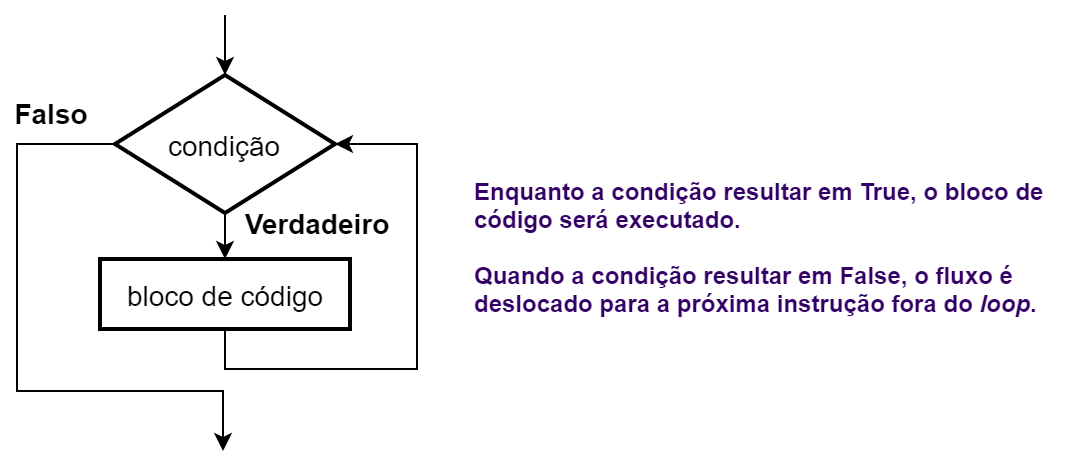 Falso
condição
Verdadeiro
bloco de código
Enquanto a condição resultar em True, o bloco de
código será executado.
Quando a condição resultar em False, o fluxo é
deslocado para a próxima instrução fora do loop.